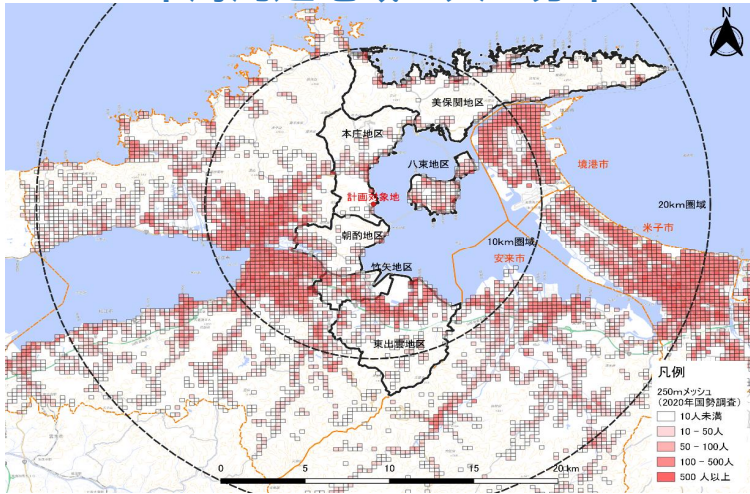 N
美保関地区
本庄地区
八束地区
境港市
計画対象地
20km圏域
米子市
朝酌地区
10km圏域
安来市
竹矢地区
東出雲地区
凡例
250mメッシュ
(2020年国勢調査)
10人未満
10 - 50人
50 - 100人
100 - 500人
500 人以上
0 5 10 15 20 km